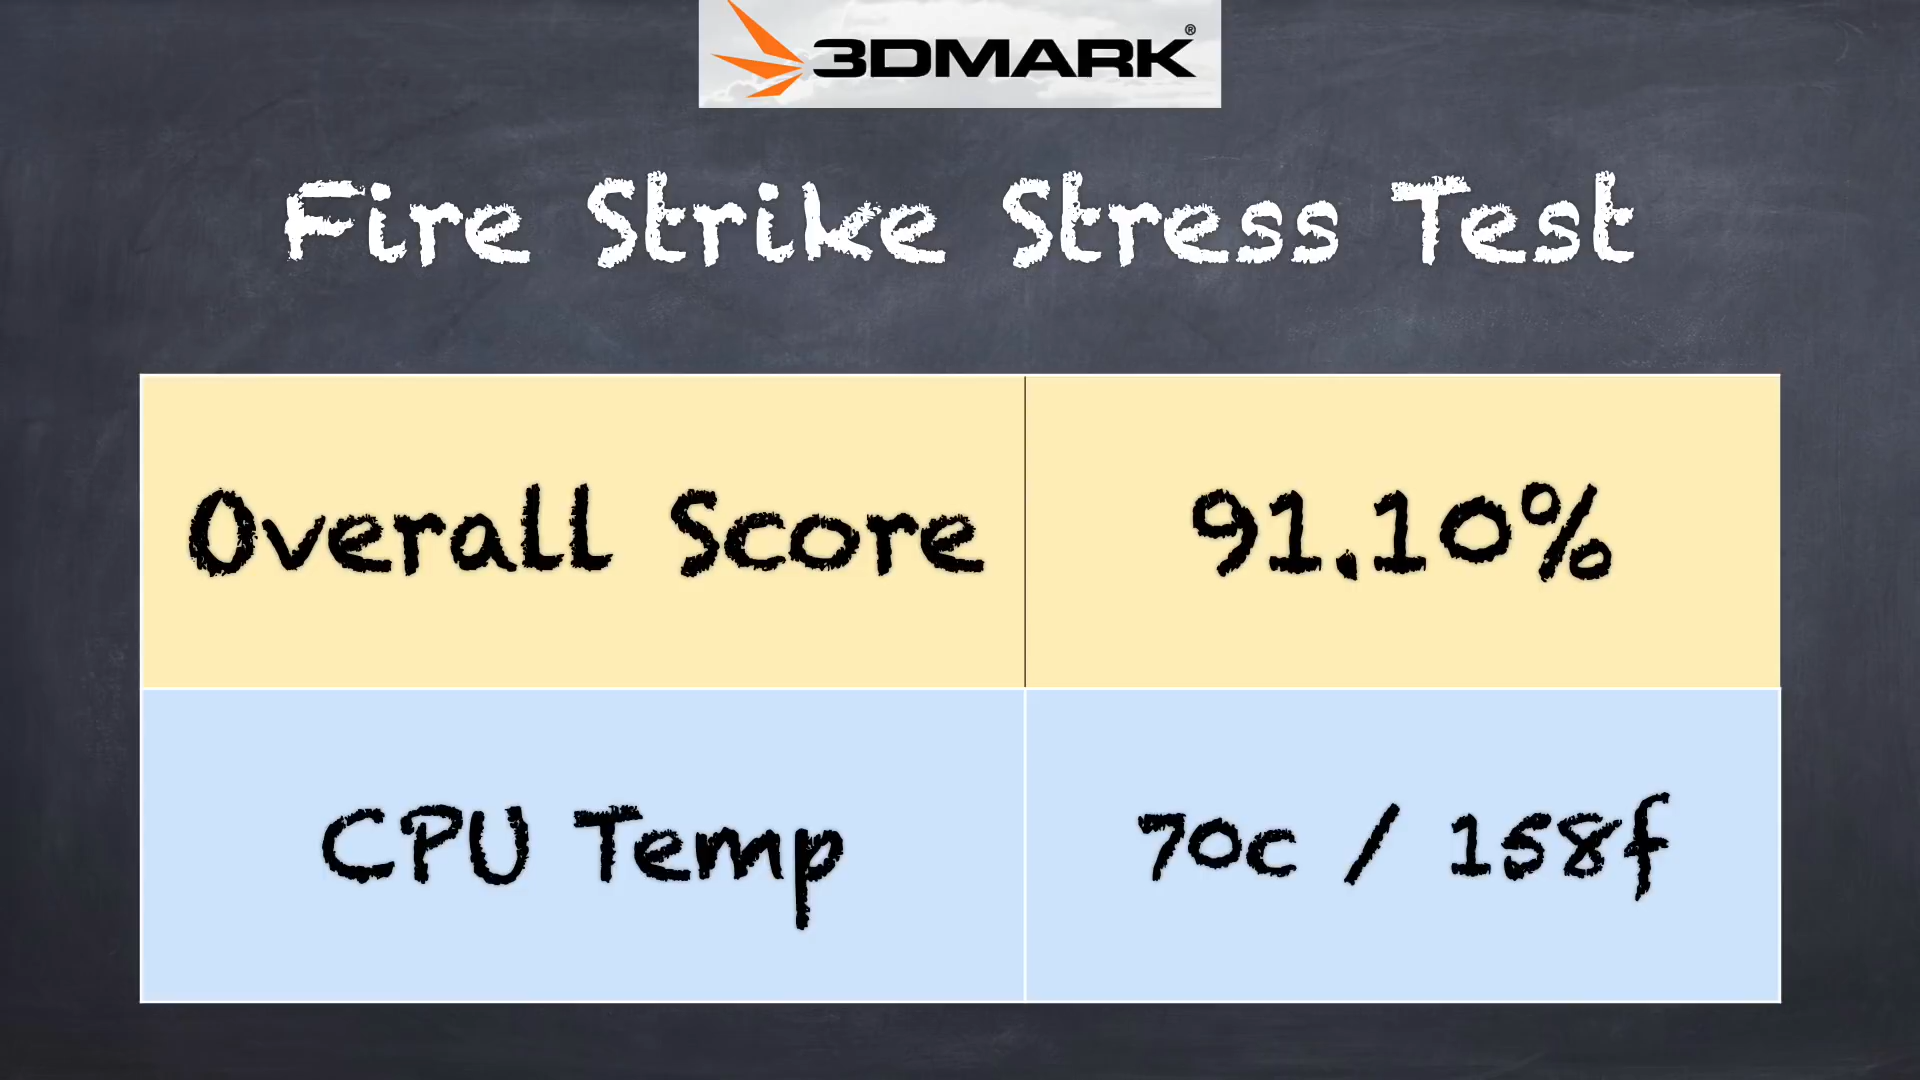 3DMARK®
Fire Strike Stress Test
Overall Score 91.10%
CPU Temp 70c / 158f